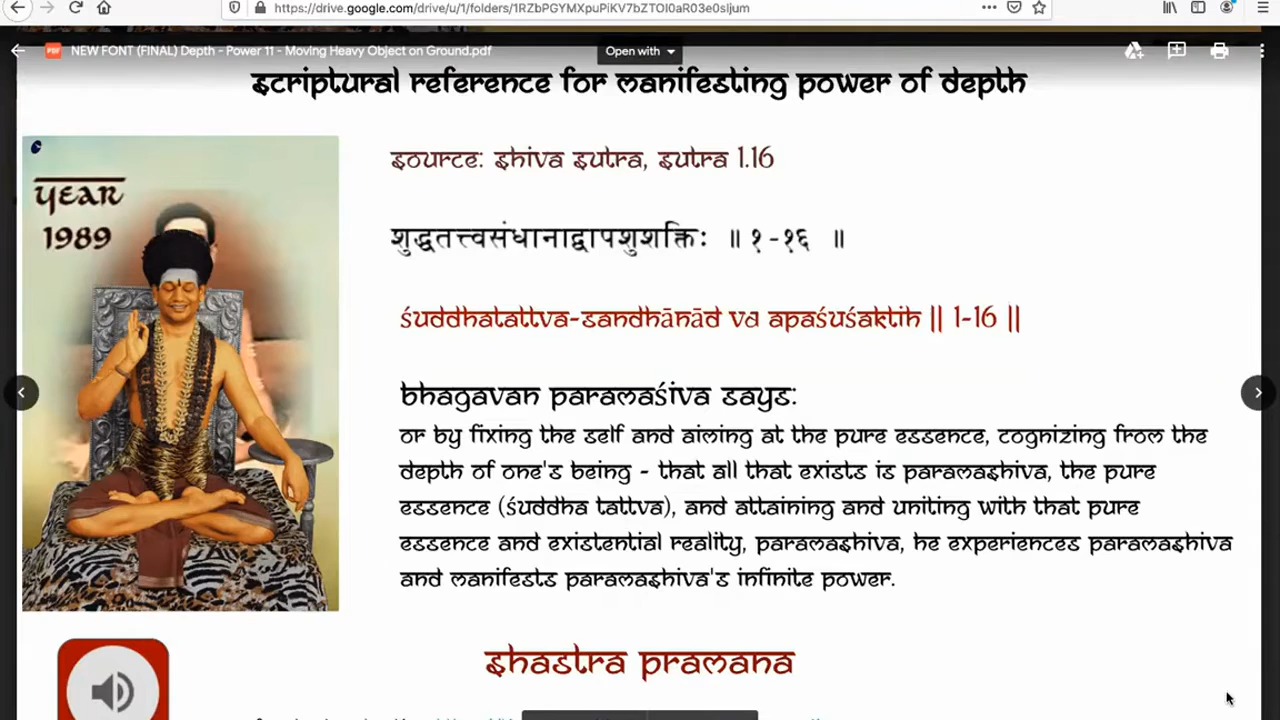 https://drive.google.com/drive/u/1/folders/1RZbPGYMXpuPiKV7bZTOI0aR03e0sIjum
NEW FONT (FINAL) Depth - Power 11 - Moving Heavy Object on Ground.pdf
Open with
scriptural reference for manifesting power of depth
source: shiva sutra, sutra 1.16
YEAR
1989
शुद्धतत्त्वसंधानाद्वापशुशक्तिः ॥ १-१६ ॥
śuddhatattva-sandhānād va apaśuśaktih || 1-16 ||
bhagavan paramaśiva says:
or by fixing the self and aiming at the pure essence, cognizing from the
depth of one's being - that all that exists is paramashiva, the pure
essence (śuddha tattva), and attaining and uniting with that pure
essence and existential reality, paramashiva, he experiences paramashiva
and manifests paramashiva's infinite power.
shastra pramana